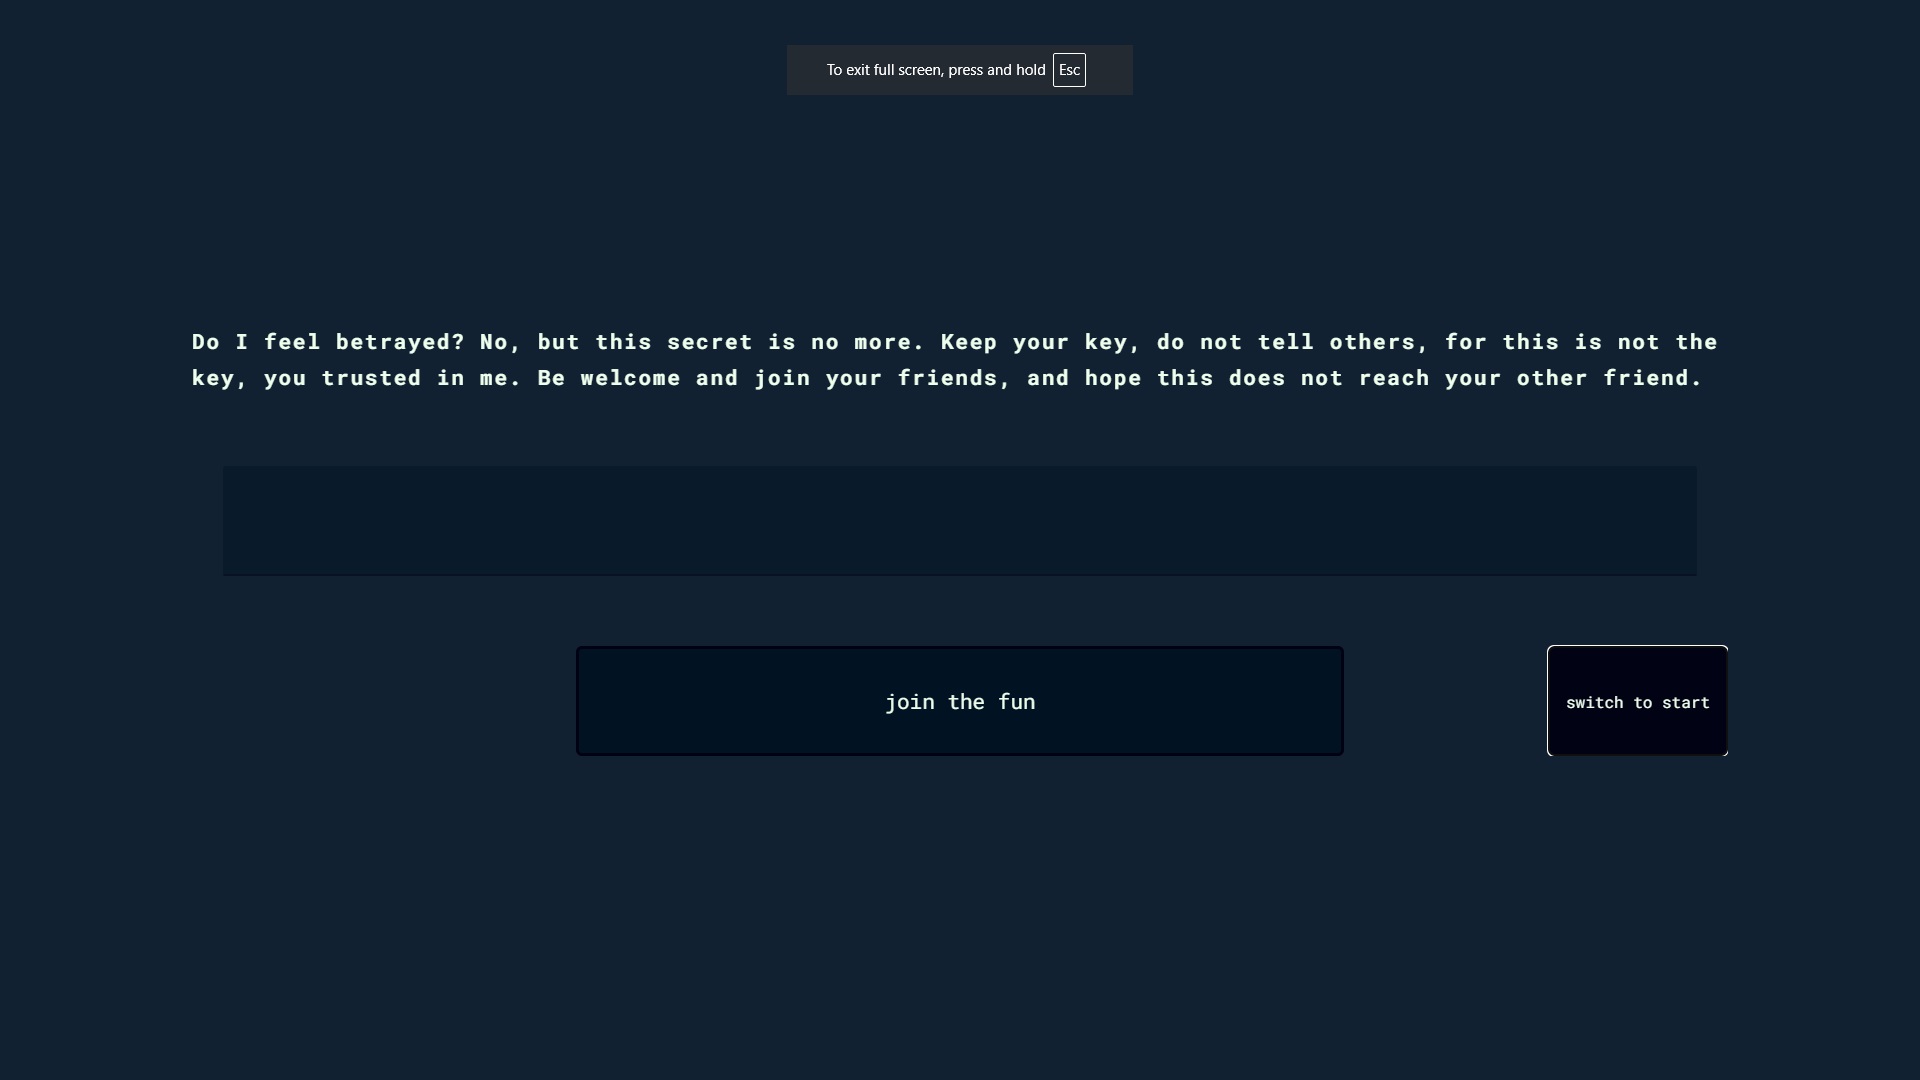 To exit full screen, press and hold Esc
Do I feel betrayed? No, but this secret is no more. Keep your key, do not tell others, for this is not the
key, you trusted in me. Be welcome and join your friends, and hope this does not reach your other friend.
join the fun
switch to start